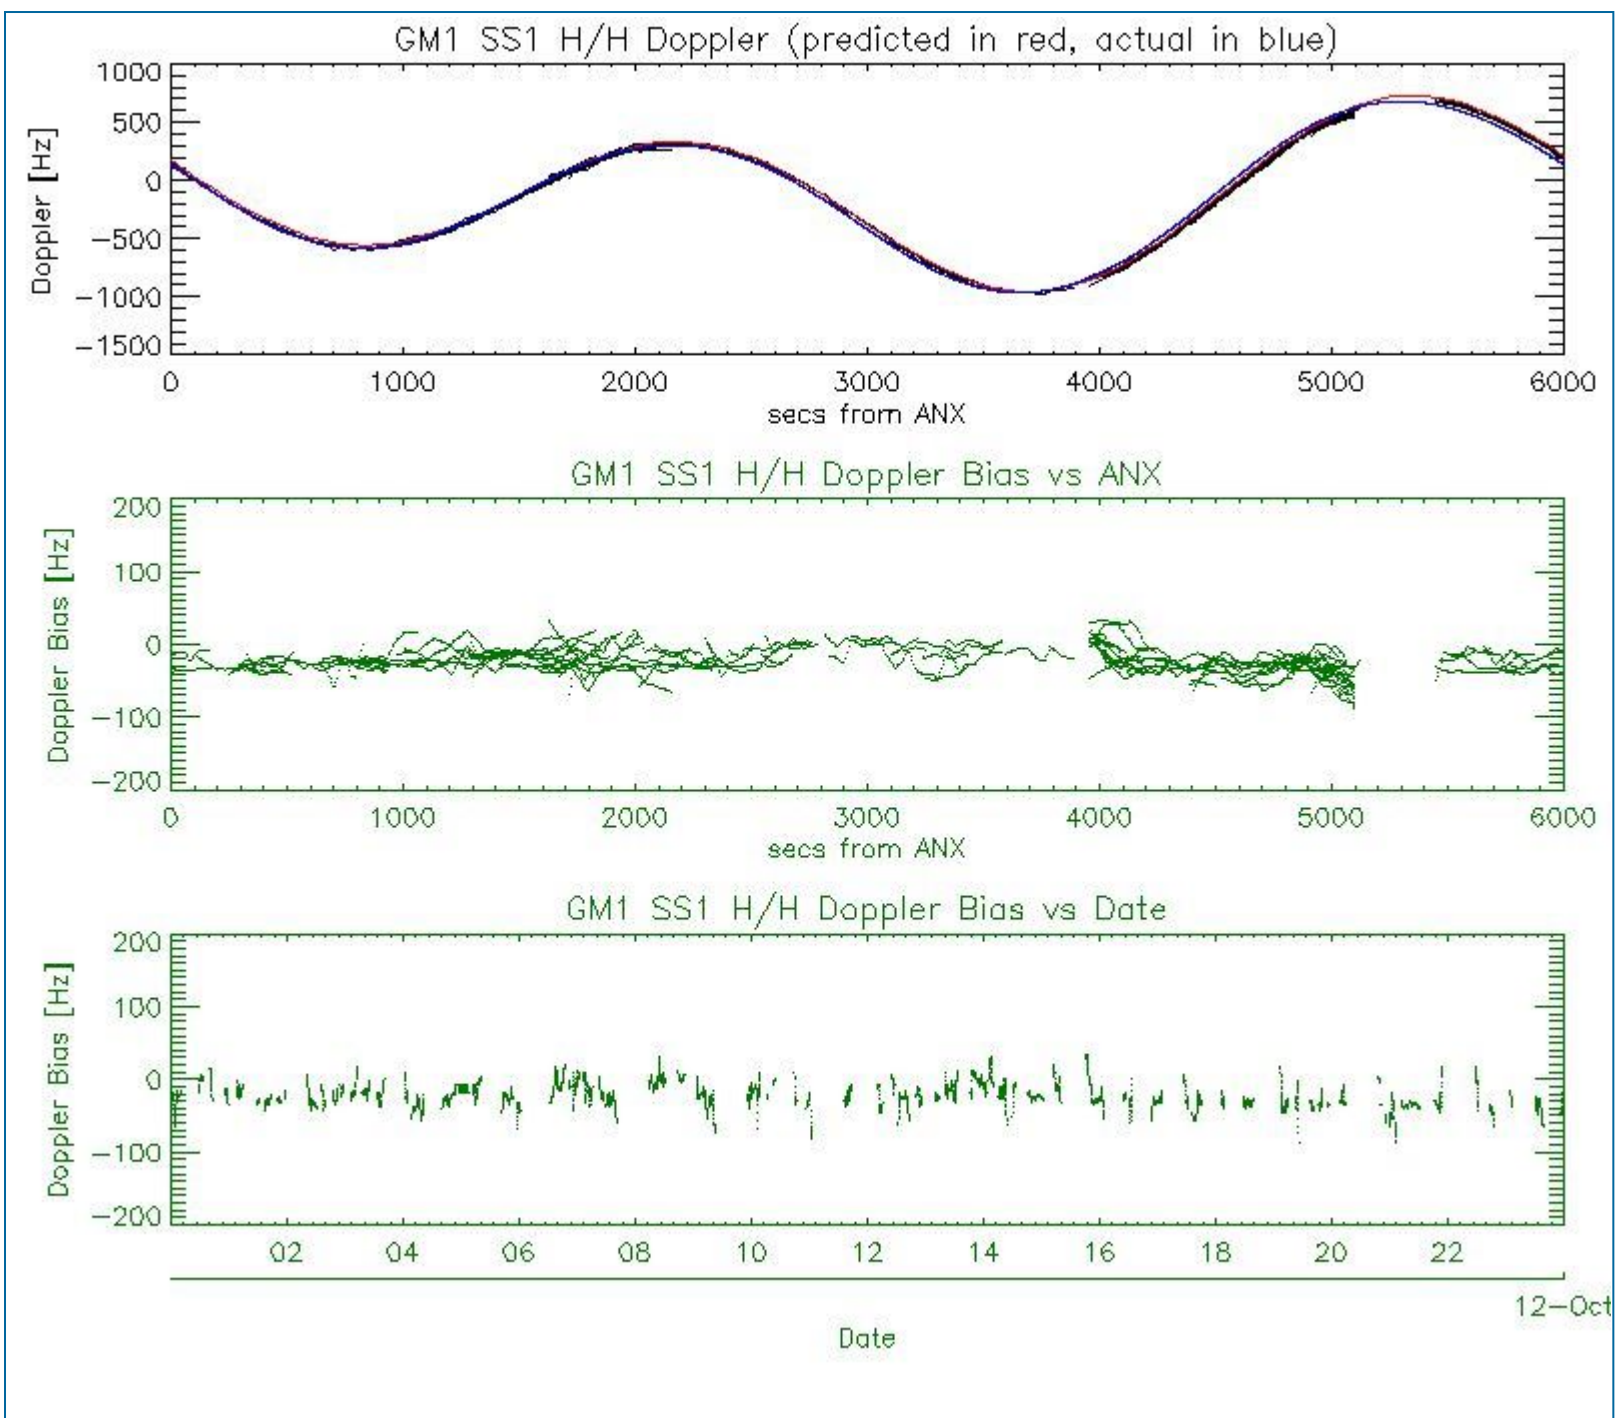 GM1 SS1 H/H Doppler (predicted in red, actual in blue)
Doppler [Hz]
1000
500
0
−500
−1000
−1500
0 1000 2000 3000 4000 5000 6000
secs from ANX
GM1 SS1 H/H Doppler Bias vs ANX
Doppler Bias [Hz]
200
100
0
−100
−200
0 1000 2000 3000 4000 5000 6000
secs from ANX
GM1 SS1 H/H Doppler Bias vs Date
Doppler Bias [Hz]
200
100
0
−100
−200
02 04 06 08 10 12 14 16 18 20 22
12−Oct
Date